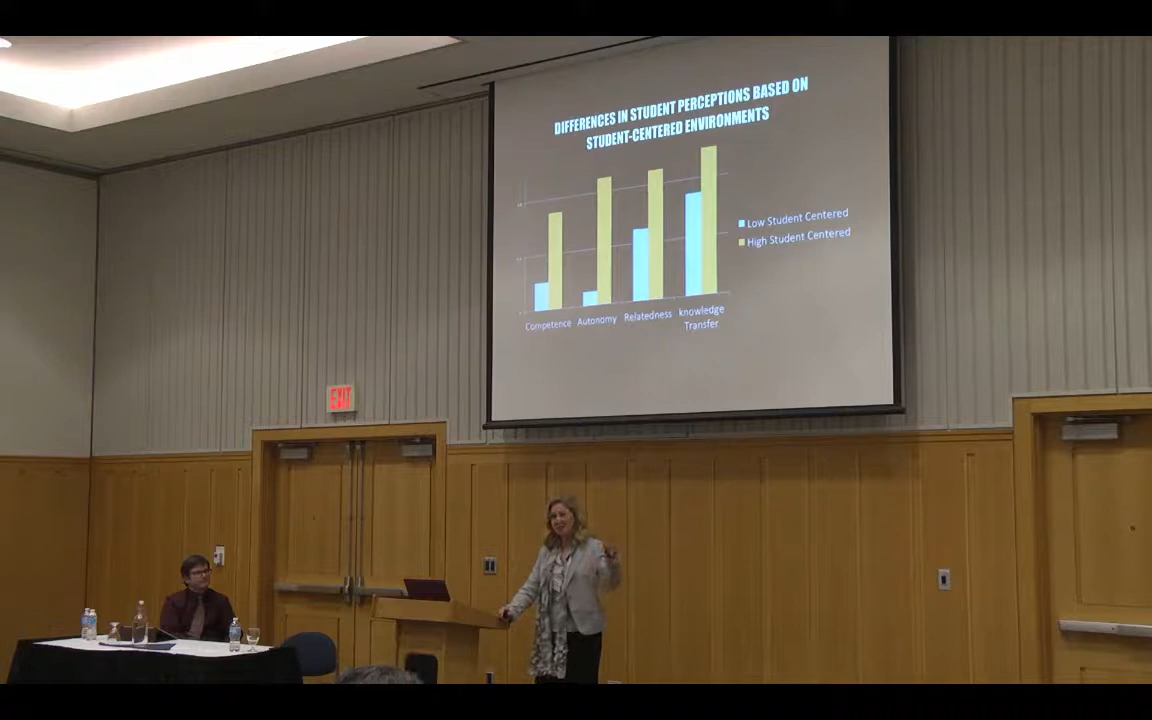 DIFFERENCES IN STUDENT PERCEPTIONS BASED ON
STUDENT-CENTERED ENVIRONMENTS
Low Student Centered
High Student Centered
Competence
Autonomy
Relatedness
knowledge
Transfer
EXIT